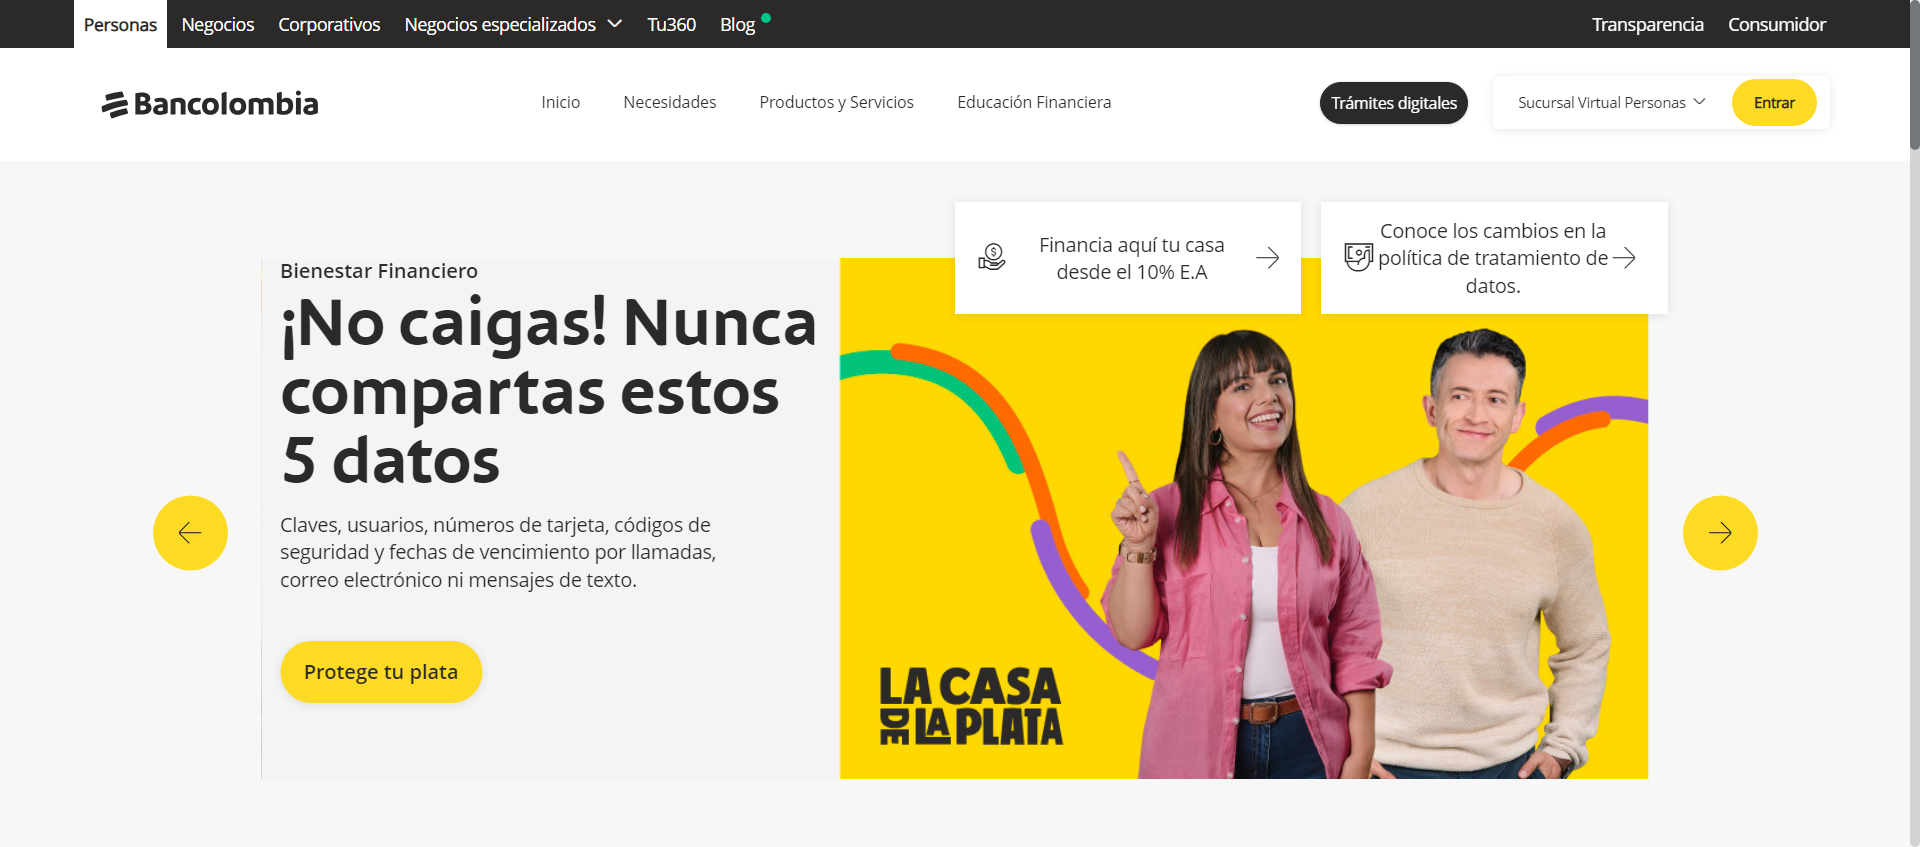 Personas Negocios Corporativos Negocios especializados Tu360 Blog Transparencia Consumidor
Bancolombia Inicio Necesidades Productos y Servicios Educación Financiera Trámites digitales Sucursal Virtual Personas Entrar
Financia aquí tu casa
desde el 10% E.A
Conoce los cambios en la
política de tratamiento de
datos.
Bienestar Financiero
¡No caigas! Nunca
compartas estos
5 datos
Claves, usuarios, números de tarjeta, códigos de
seguridad y fechas de vencimiento por llamadas,
correo electrónico ni mensajes de texto.
Protege tu plata
LA CASA
DE LA PLATA